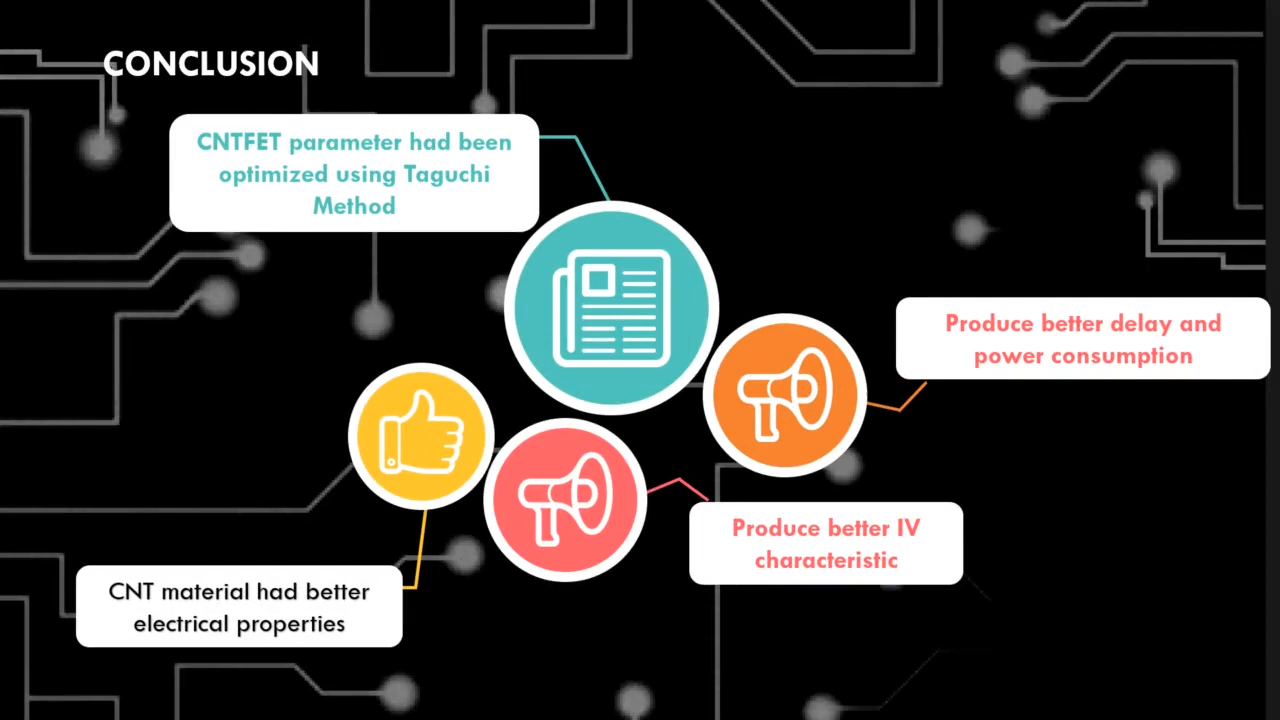 CONCLUSION
CNTFET parameter had been
optimized using Taguchi
Method
Produce better delay and
power consumption
Produce better IV
characteristic
CNT material had better
electrical properties